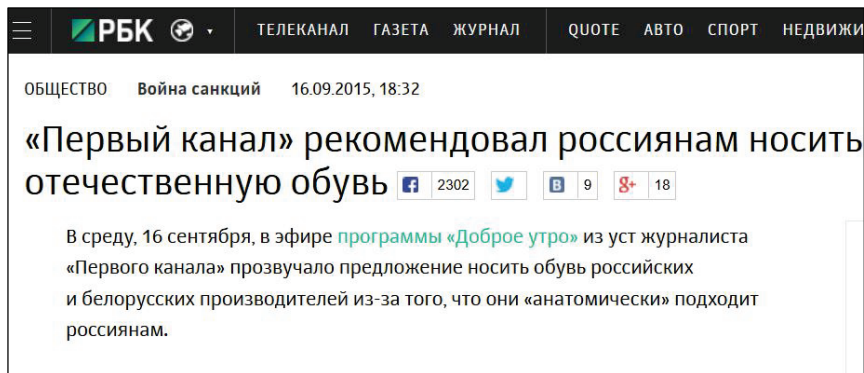 РБК ТЕЛЕКАНАЛ ГАЗЕТА ЖУРНАЛ QUOTE АВТО СПОРТ НЕДВИЖИ
ОБЩЕСТВО Война санкций 16.09.2015, 18:32
«Первый канал» рекомендовал россиянам носить
отечественную обувь 2302 9 18
В среду, 16 сентября, в эфире программы «Доброе утро» из уст журналиста
«Первого канала» прозвучало предложение носить обувь российских
и белорусских производителей из-за того, что они «анатомически» подходит
россиянам.